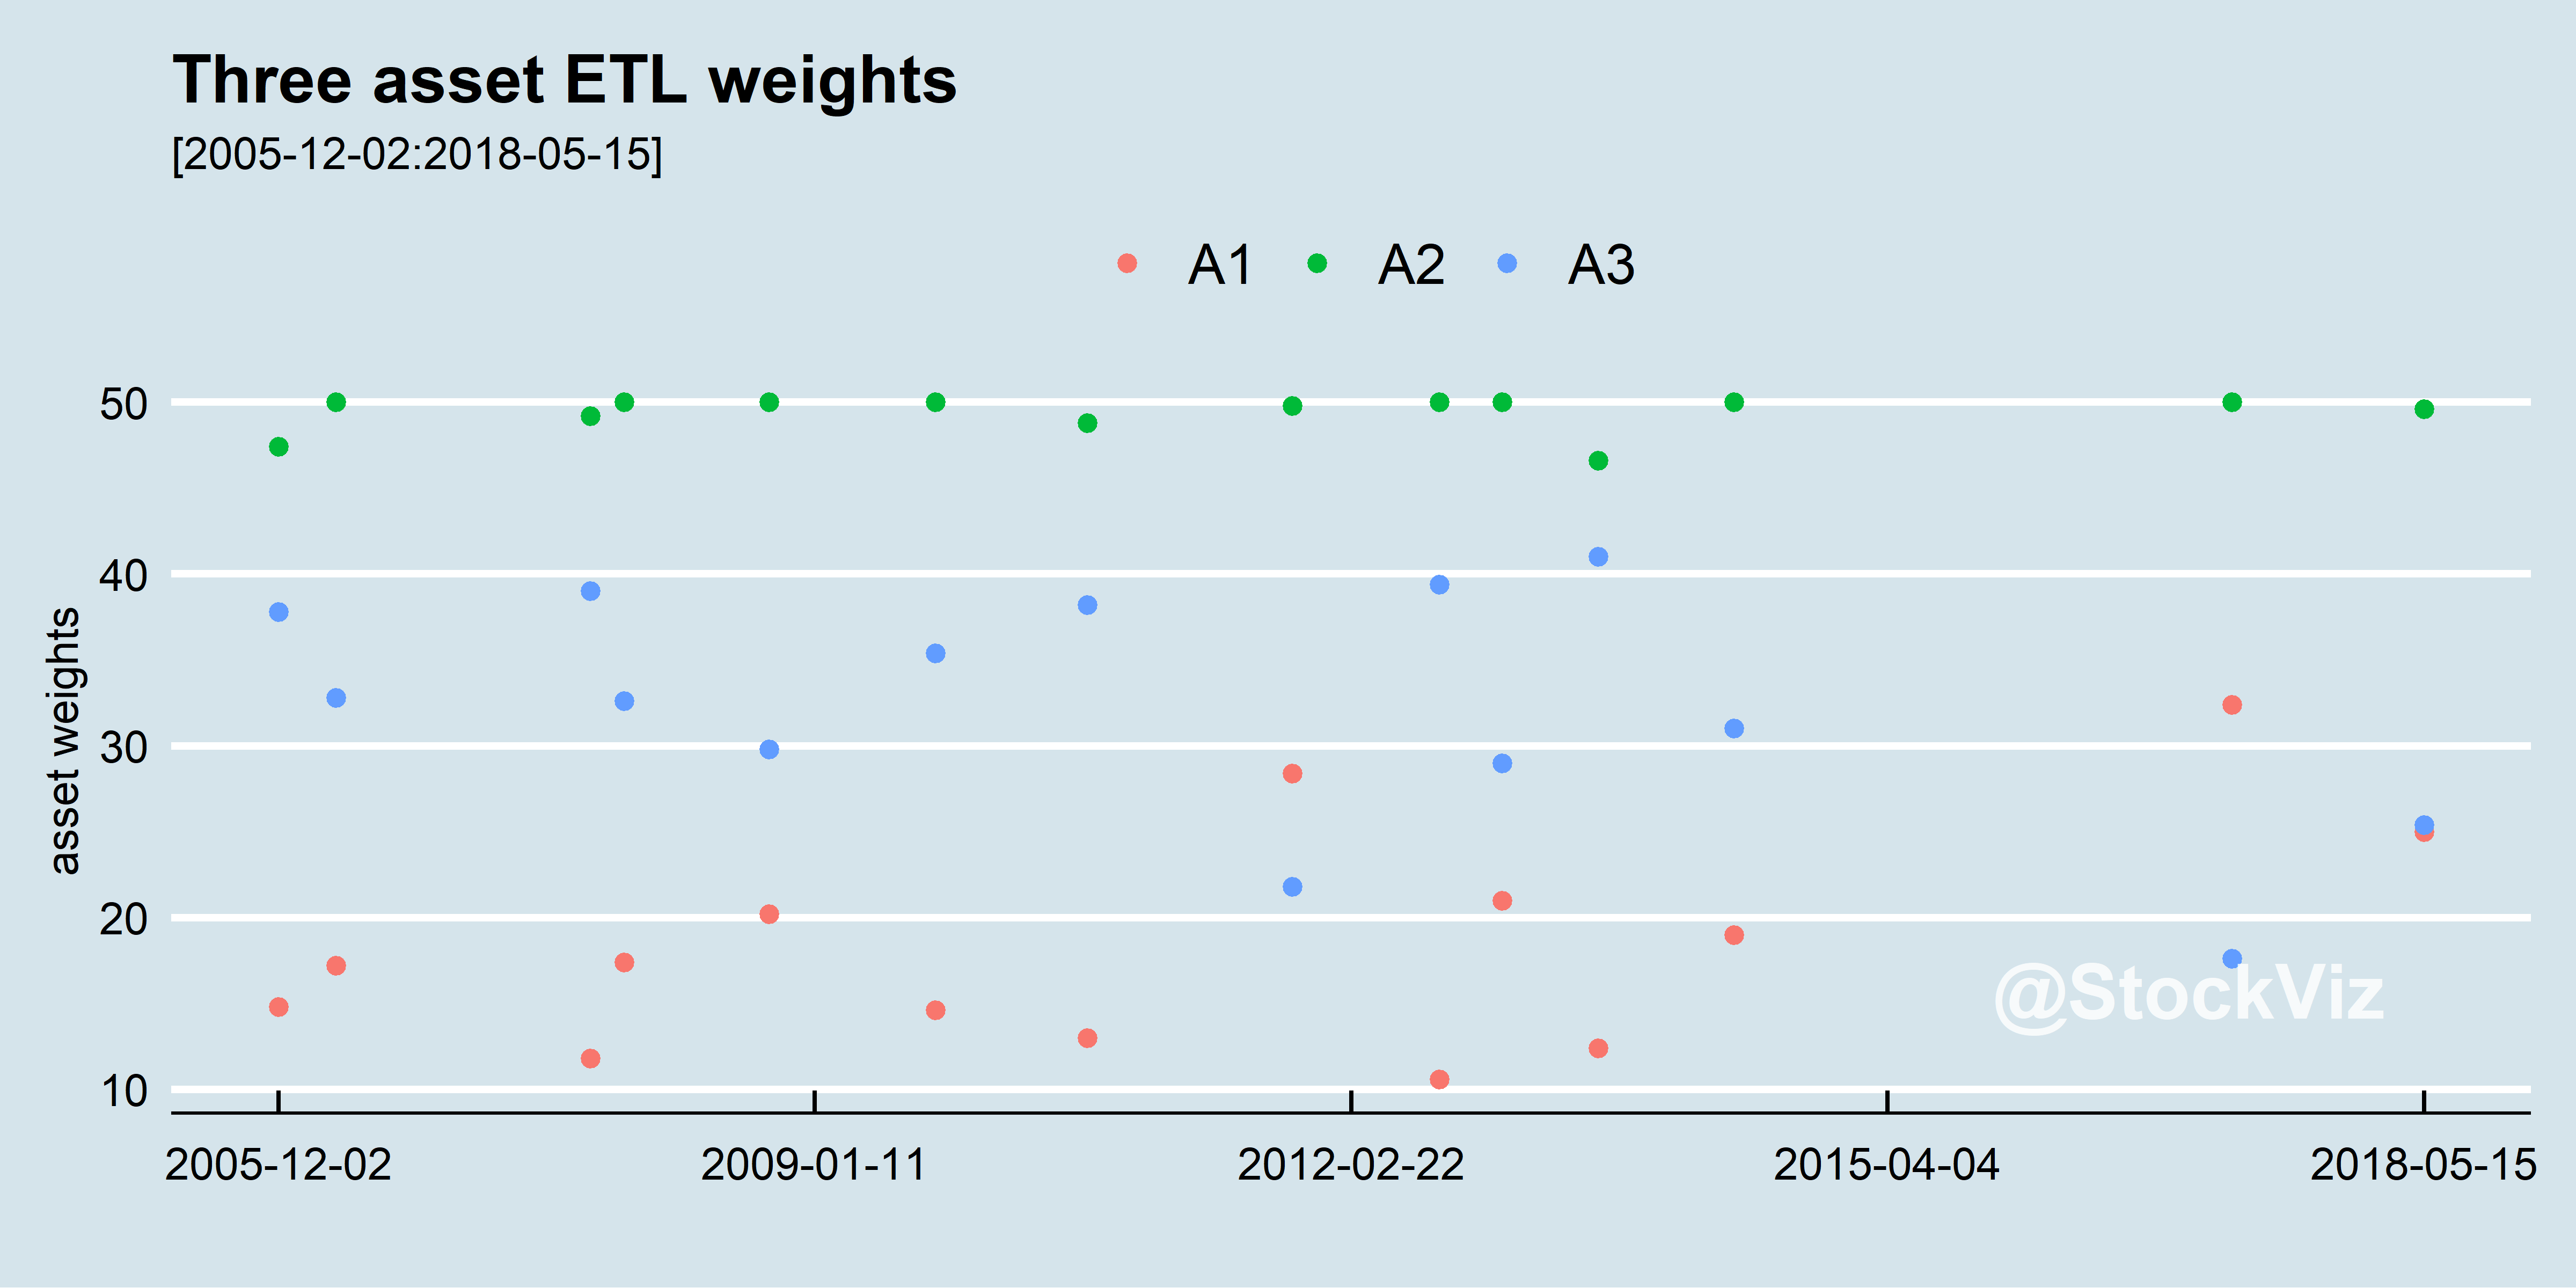 Three asset ETL weights
[2005-12-02:2018-05-15]
A1 A2 A3
50
40
30
20
10
asset weights
@StockViz
2005-12-02 2009-01-11 2012-02-22 2015-04-04 2018-05-15